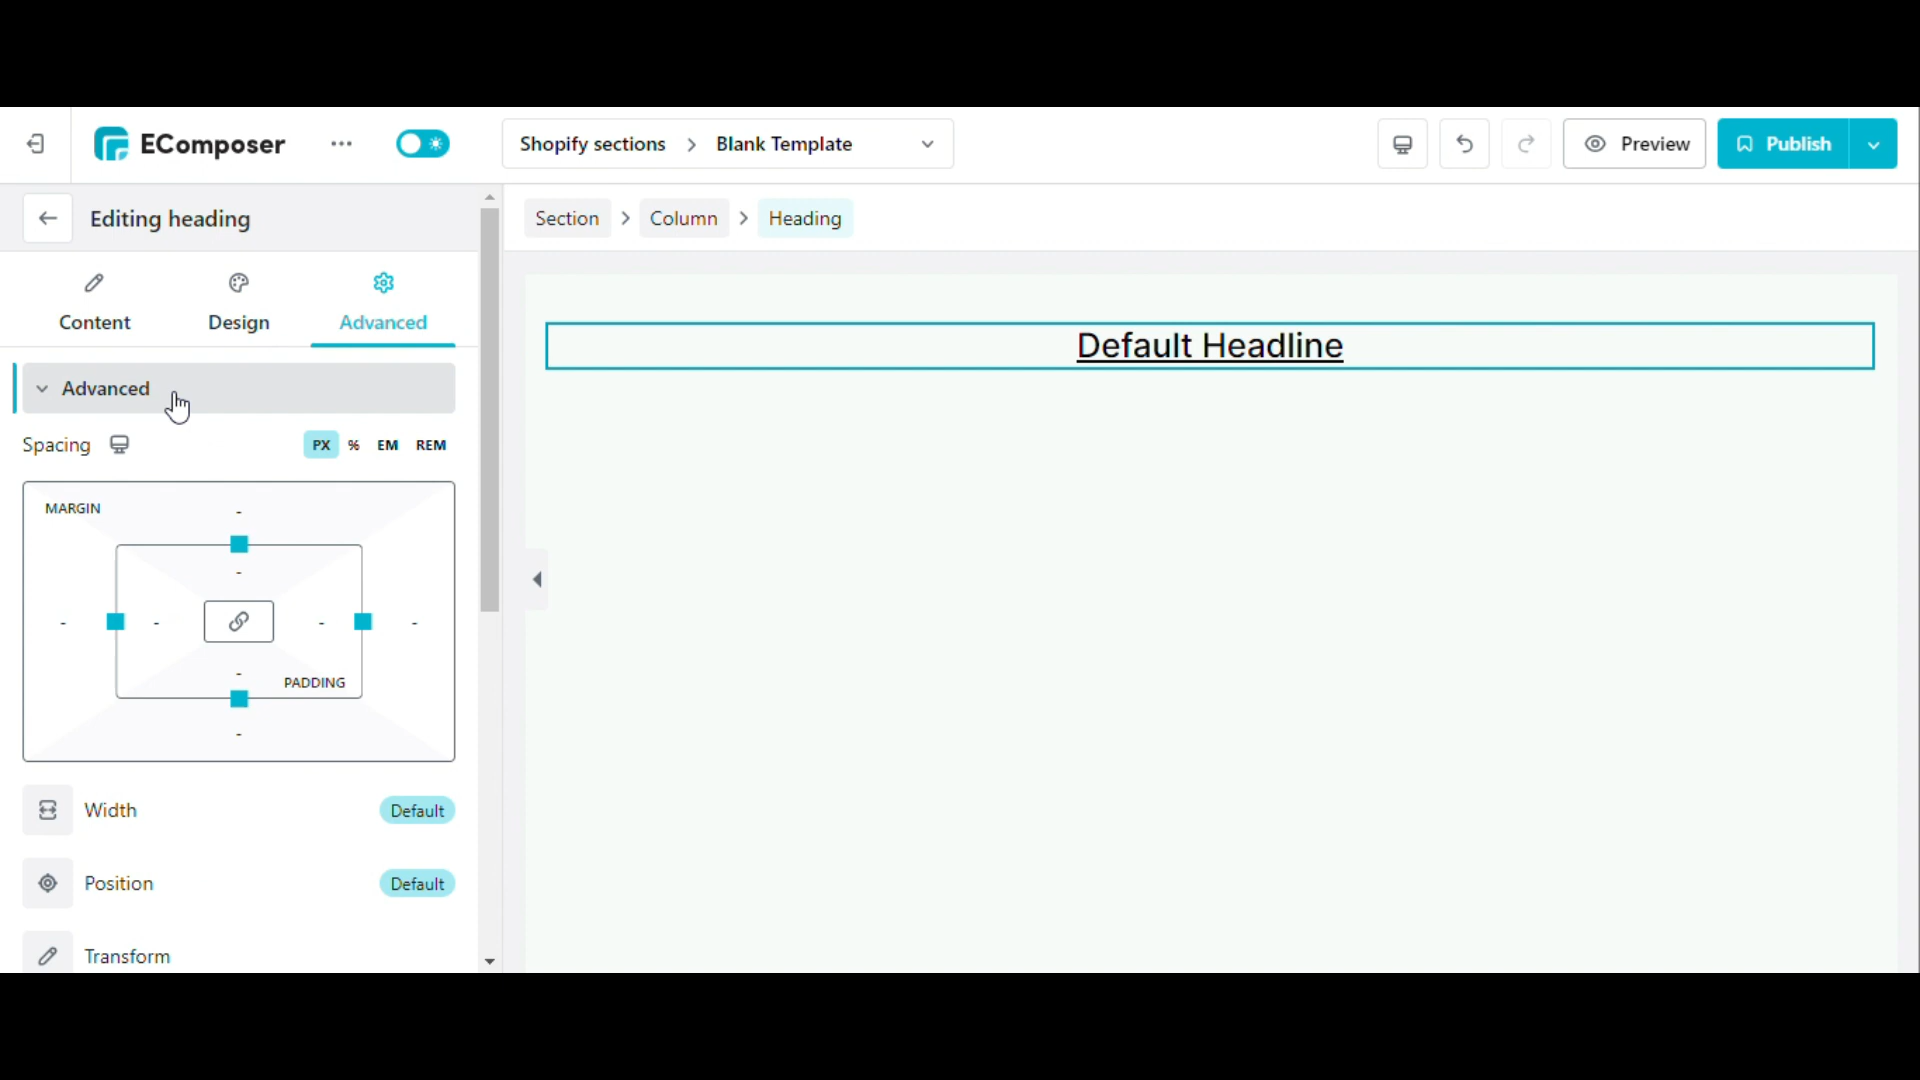 EComposer
Shopify sections > Blank Template
Preview
Publish
Editing heading
Section > Column > Heading
Content
Design
Advanced
Advanced
Spacing
PX % EM REM
MARGIN
-
-
- - - -
-
PADDING
-
Width
Default
Position
Default
Transform
Default Headline